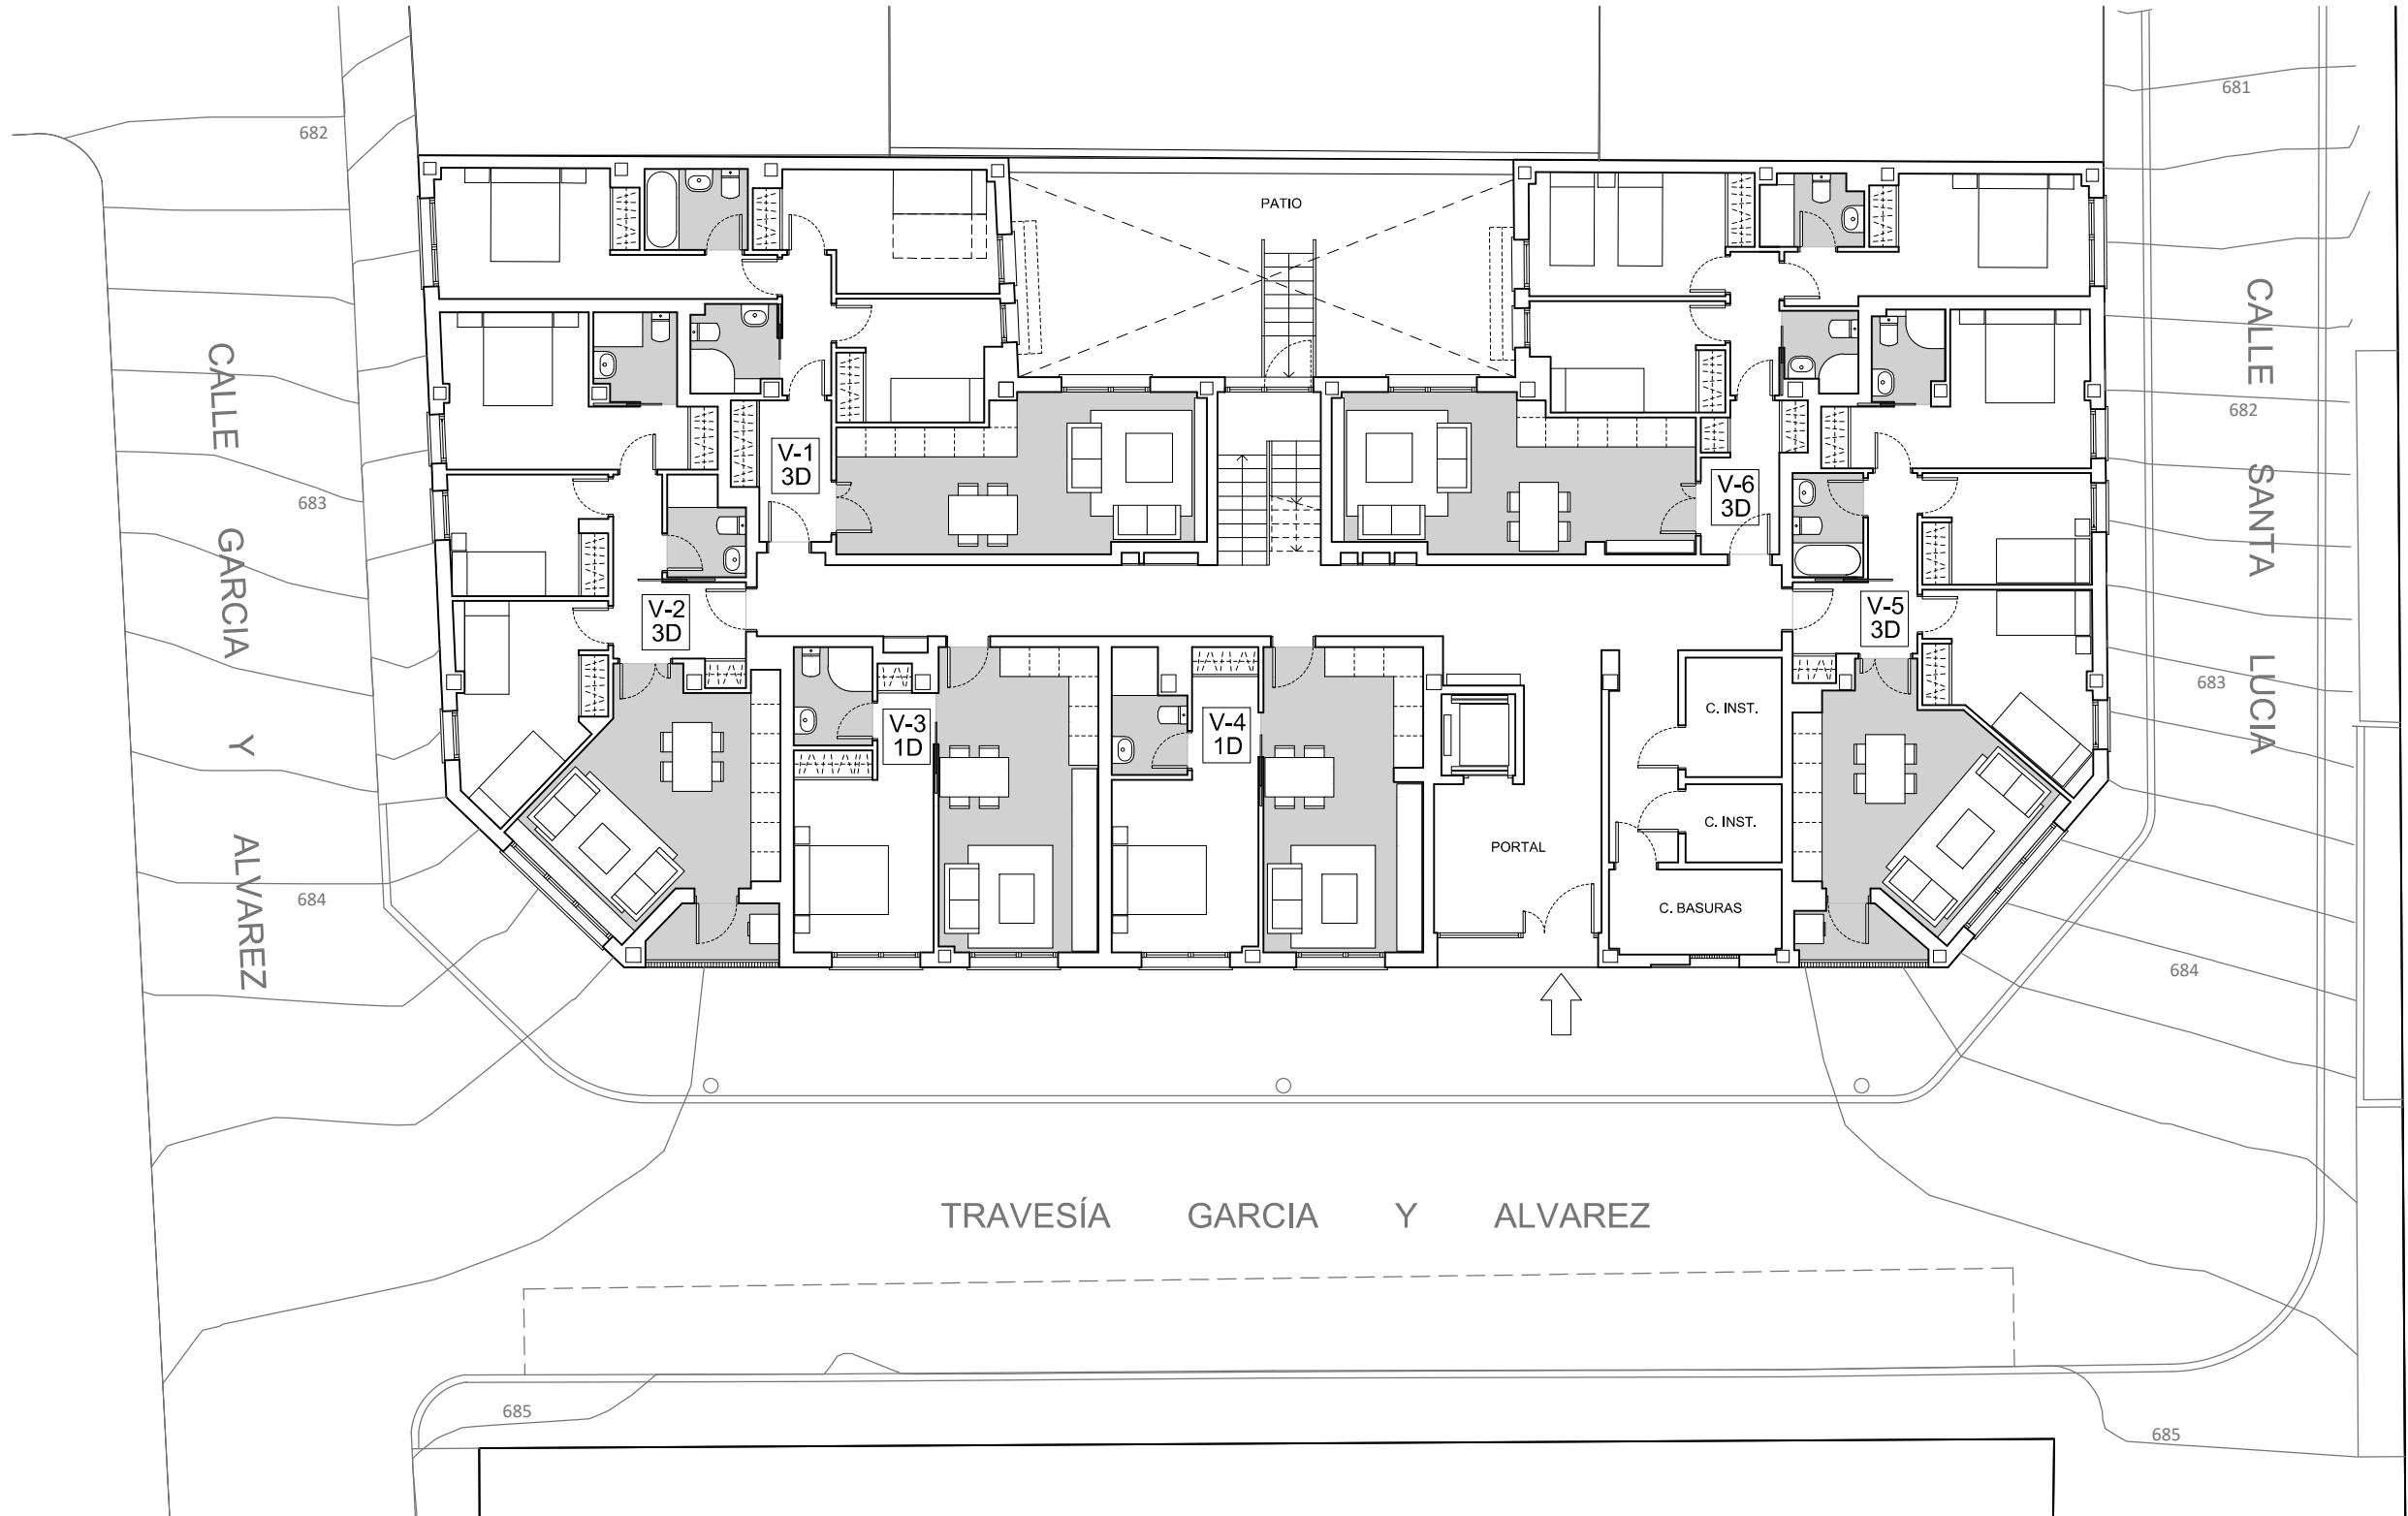 681
682
PATIO
CALLE GARCIA Y ALVAREZ
CALLE SANTA LUCIA
682
V-1
3D
V-6
3D
683
V-2
3D
V-5
3D
683
V-3
1D
V-4
1D
C. INST.
C. INST.
PORTAL
684
C. BASURAS
684
TRAVESÍA GARCIA Y ALVAREZ
685
685